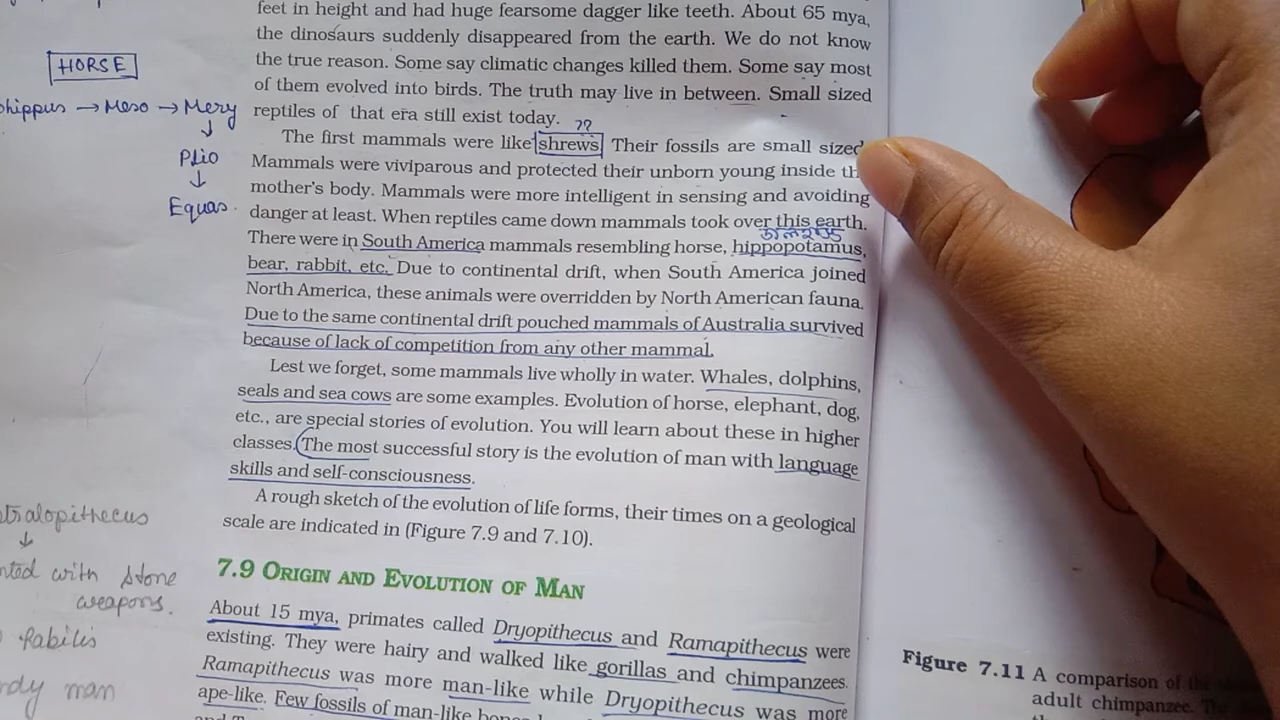 feet in height and had huge fearsome dagger like teeth. About 65 mya,
the dinosaurs suddenly disappeared from the earth. We do not know
the true reason. Some say climatic changes killed them. Some say most
of them evolved into birds. The truth may live in between. Small sized
reptiles of that era still exist today.
??
The first mammals were like shrews. Their fossils are small sized
Mammals were viviparous and protected their unborn young inside
mother's body. Mammals were more intelligent in sensing and avoiding
danger at least. When reptiles came down mammals took over this earth.
There were in South America mammals resembling horse, hippopotamus,
bear, rabbit, etc. Due to continental drift, when South America joined
North America, these animals were overridden by North American fauna.
Due to the same continental drift pouched mammals of Australia survived
because of lack of competition from any other mammal.
Lest we forget, some mammals live wholly in water. Whales, dolphins,
seals and sea cows are some examples. Evolution of horse, elephant, dog,
etc., are special stories of evolution. You will learn about these in higher
classes. The most successful story is the evolution of man with language
skills and self-consciousness.
A rough sketch of the evolution of life forms, their times on a geological
scale are indicated in (Figure 7.9 and 7.10).
7.9 ORIGIN AND EVOLUTION OF MAN
About 15 mya, primates called Dryopithecus and Ramapithecus were
existing. They were hairy and walked like gorillas and chimpanzees.
Ramapithecus was more man-like while Dryopithecus was more
ape-like. Few fossils of man-like
HORSE
→ Meso → Mery
↓
Plio
↓
Equas
↓
with stone
weapons.
man
Figure 7.11 A comparison of the
adult chimpanzee.